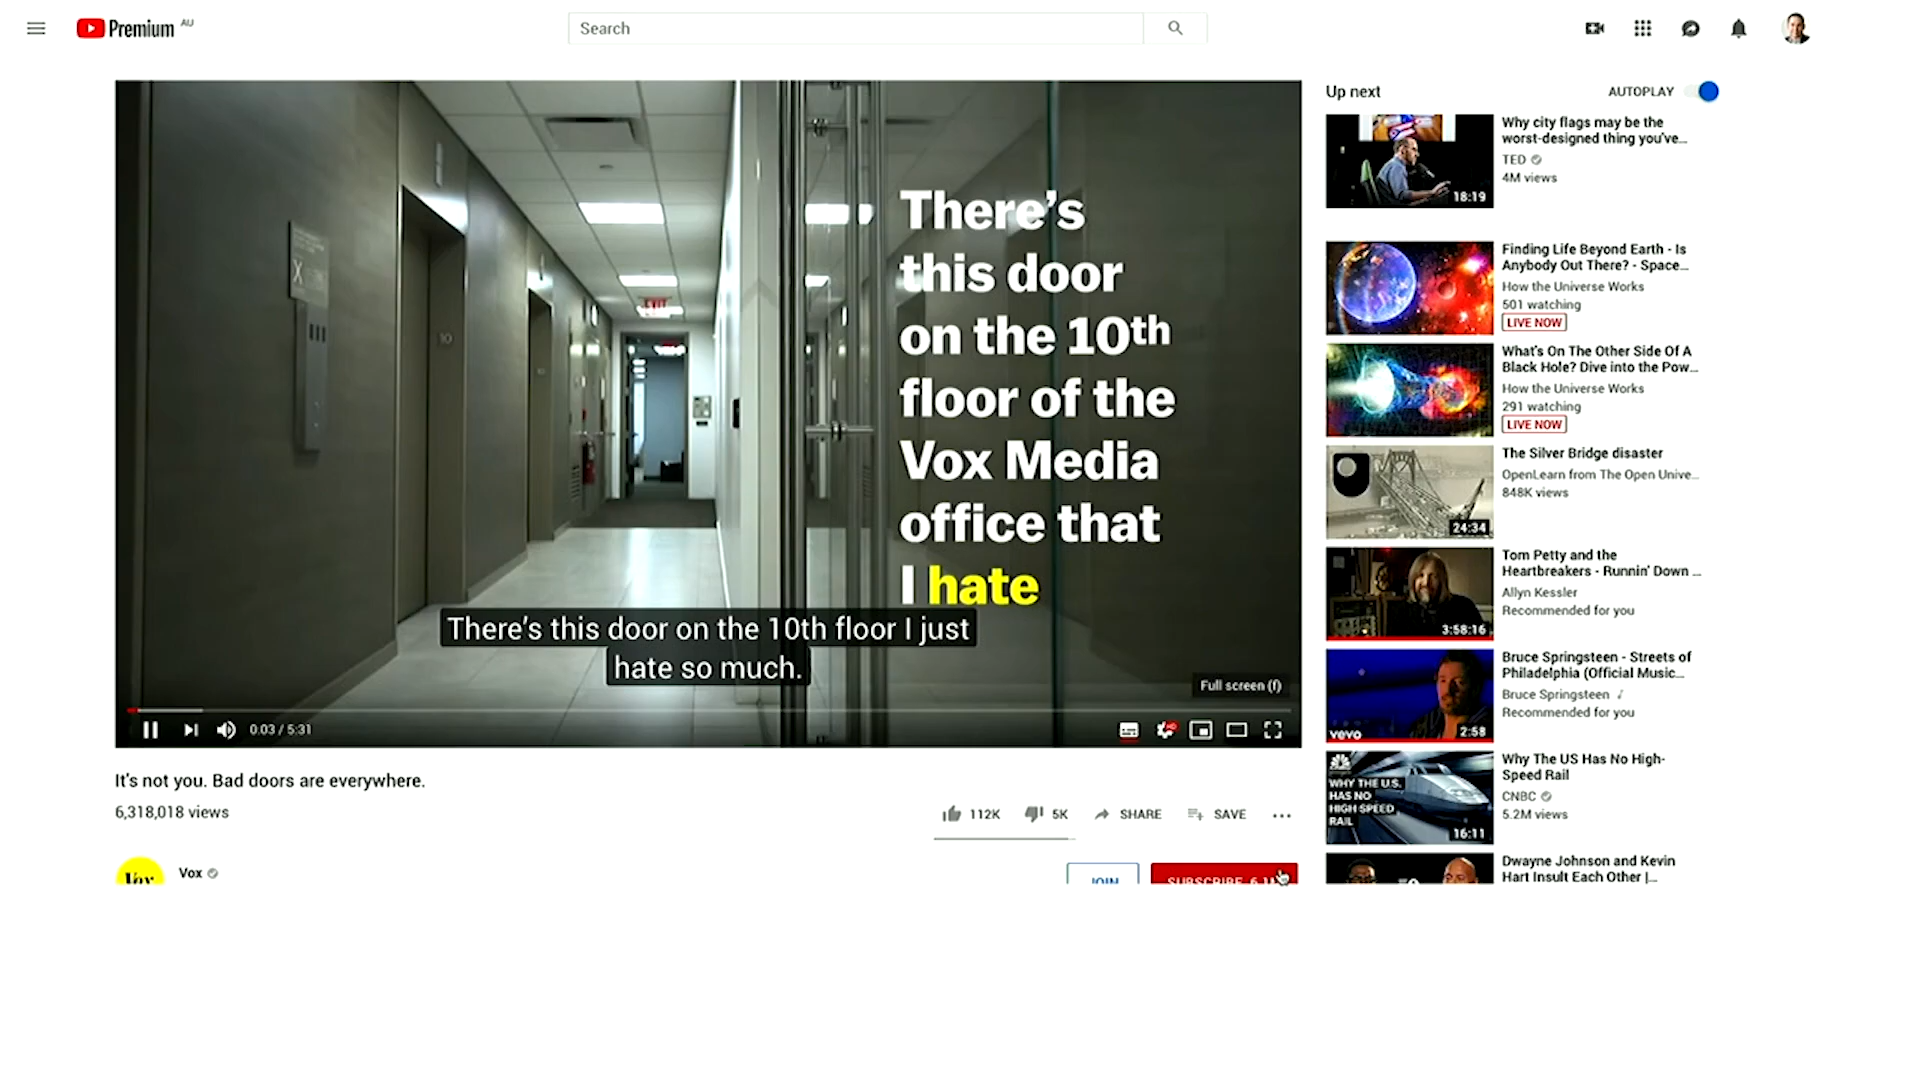 Premium AU
Search
There's
this door
on the 10th
floor of the
Vox Media
office that
I hate
X
10
EXIT
There's this door on the 10th floor I just
hate so much.
Full screen (f)
0:03 / 5:31
HD
It's not you. Bad doors are everywhere.
6,318,018 views
112K
5K
SHARE
SAVE
Vox
Vox
JOIN
SUBSCRIBE
Up next
AUTOPLAY
18:19
Why city flags may be the
worst-designed thing you've...
TED
4M views
Finding Life Beyond Earth - Is
Anybody Out There? - Space...
How the Universe Works
501 watching
LIVE NOW
What's On The Other Side Of A
Black Hole? Dive into the Pow...
How the Universe Works
291 watching
LIVE NOW
24:34
The Silver Bridge disaster
OpenLearn from The Open Unive...
848K views
3:58:16
Tom Petty and the
Heartbreakers - Runnin' Down ...
Allyn Kessler
Recommended for you
vevo
2:58
Bruce Springsteen - Streets of
Philadelphia (Official Music...
Bruce Springsteen
Recommended for you
WHY THE U.S.
HAS NO
HIGH SPEED
RAIL
16:11
Why The US Has No High-
Speed Rail
CNBC
5.2M views
Dwayne Johnson and Kevin
Hart Insult Each Other |...